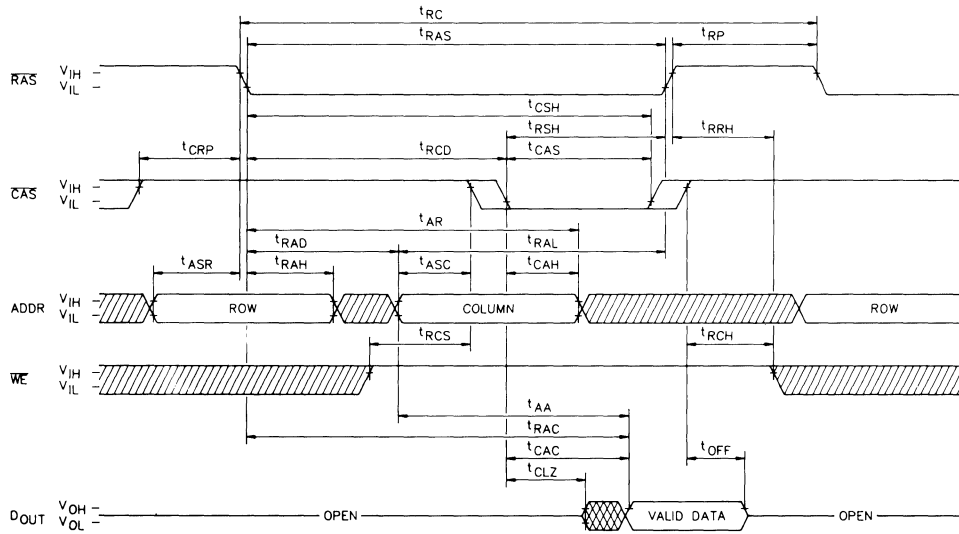 tRC
tRAS
tRP
RAS
VIH
VIL
tCSH
tRSH
tRRH
tCRP
tRCD
tCAS
CAS
VIH
VIL
tAR
tRAD
tRAL
tASR
tRAH
tASC
tCAH
ADDR
VIH
VIL
ROW
COLUMN
ROW
tRCS
tRCH
WE
VIH
VIL
tAA
tRAC
tCAC
tOFF
tCLZ
DOUT
VOH
VOL
OPEN
VALID DATA
OPEN